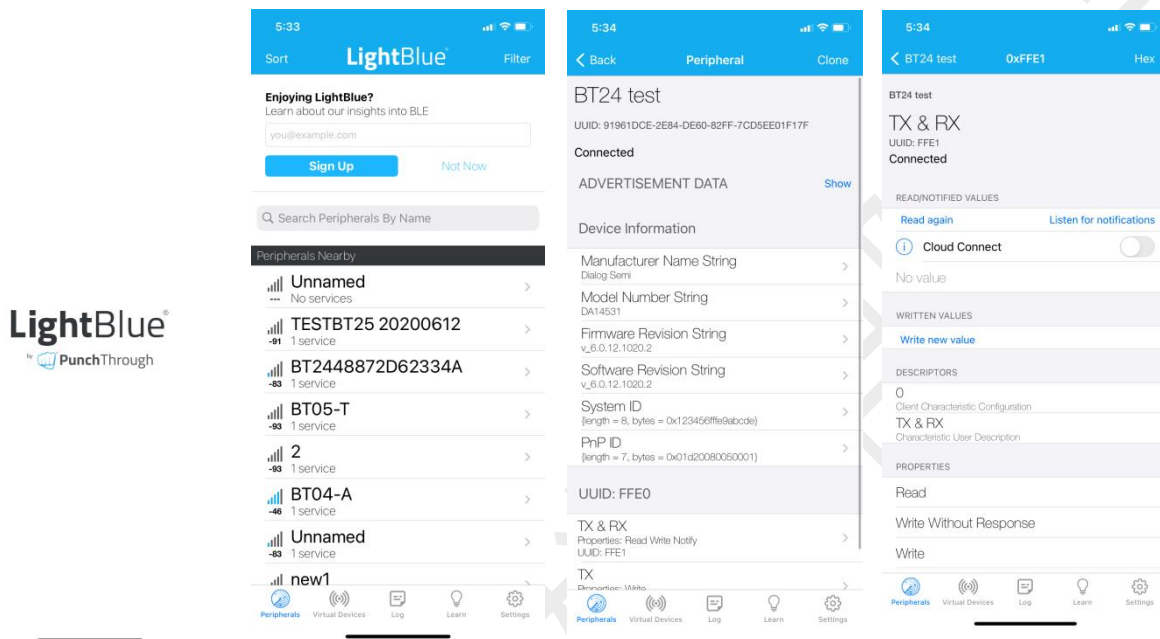 LightBlue
by PunchThrough
5:33
Sort LightBlue Filter
Enjoying LightBlue?
Learn about our insights into BLE
you@example.com
Sign Up Not Now
Search Peripherals By Name
Peripherals Nearby
Unnamed
--- No services
TESTBT25 20200612
-91 1 service
BT2448872D62334A
-83 1 service
BT05-T
-93 1 service
2
-93 1 service
BT04-A
-46 1 service
Unnamed
-83 1 service
new1
Peripherals Virtual Devices Log Learn Settings
5:34
Back Peripheral Clone
BT24 test
UUID: 91961DCE-2E84-DE60-82FF-7CD5EE01F17F
Connected
ADVERTISEMENT DATA Show
Device Information
Manufacturer Name String
Dialog Semi
Model Number String
DA14531
Firmware Revision String
v_6.0.12.1020.2
Software Revision String
v_6.0.12.1020.2
System ID
{length = 8, bytes = 0x123456fffe9abcde}
PnP ID
{length = 7, bytes = 0x01d20080050001}
UUID: FFE0
TX & RX
Properties: Read Write Notify
UUID: FFE1
TX
Properties: Write
Peripherals Virtual Devices Log Learn Settings
5:34
BT24 test 0xFFE1 Hex
BT24 test
TX & RX
UUID: FFE1
Connected
READ/NOTIFIED VALUES
Read again Listen for notifications
Cloud Connect
No value
WRITTEN VALUES
Write new value
DESCRIPTORS
0
Client Characteristic Configuration
TX & RX
Characteristic User Description
PROPERTIES
Read
Write Without Response
Write
Peripherals Virtual Devices Log Learn Settings